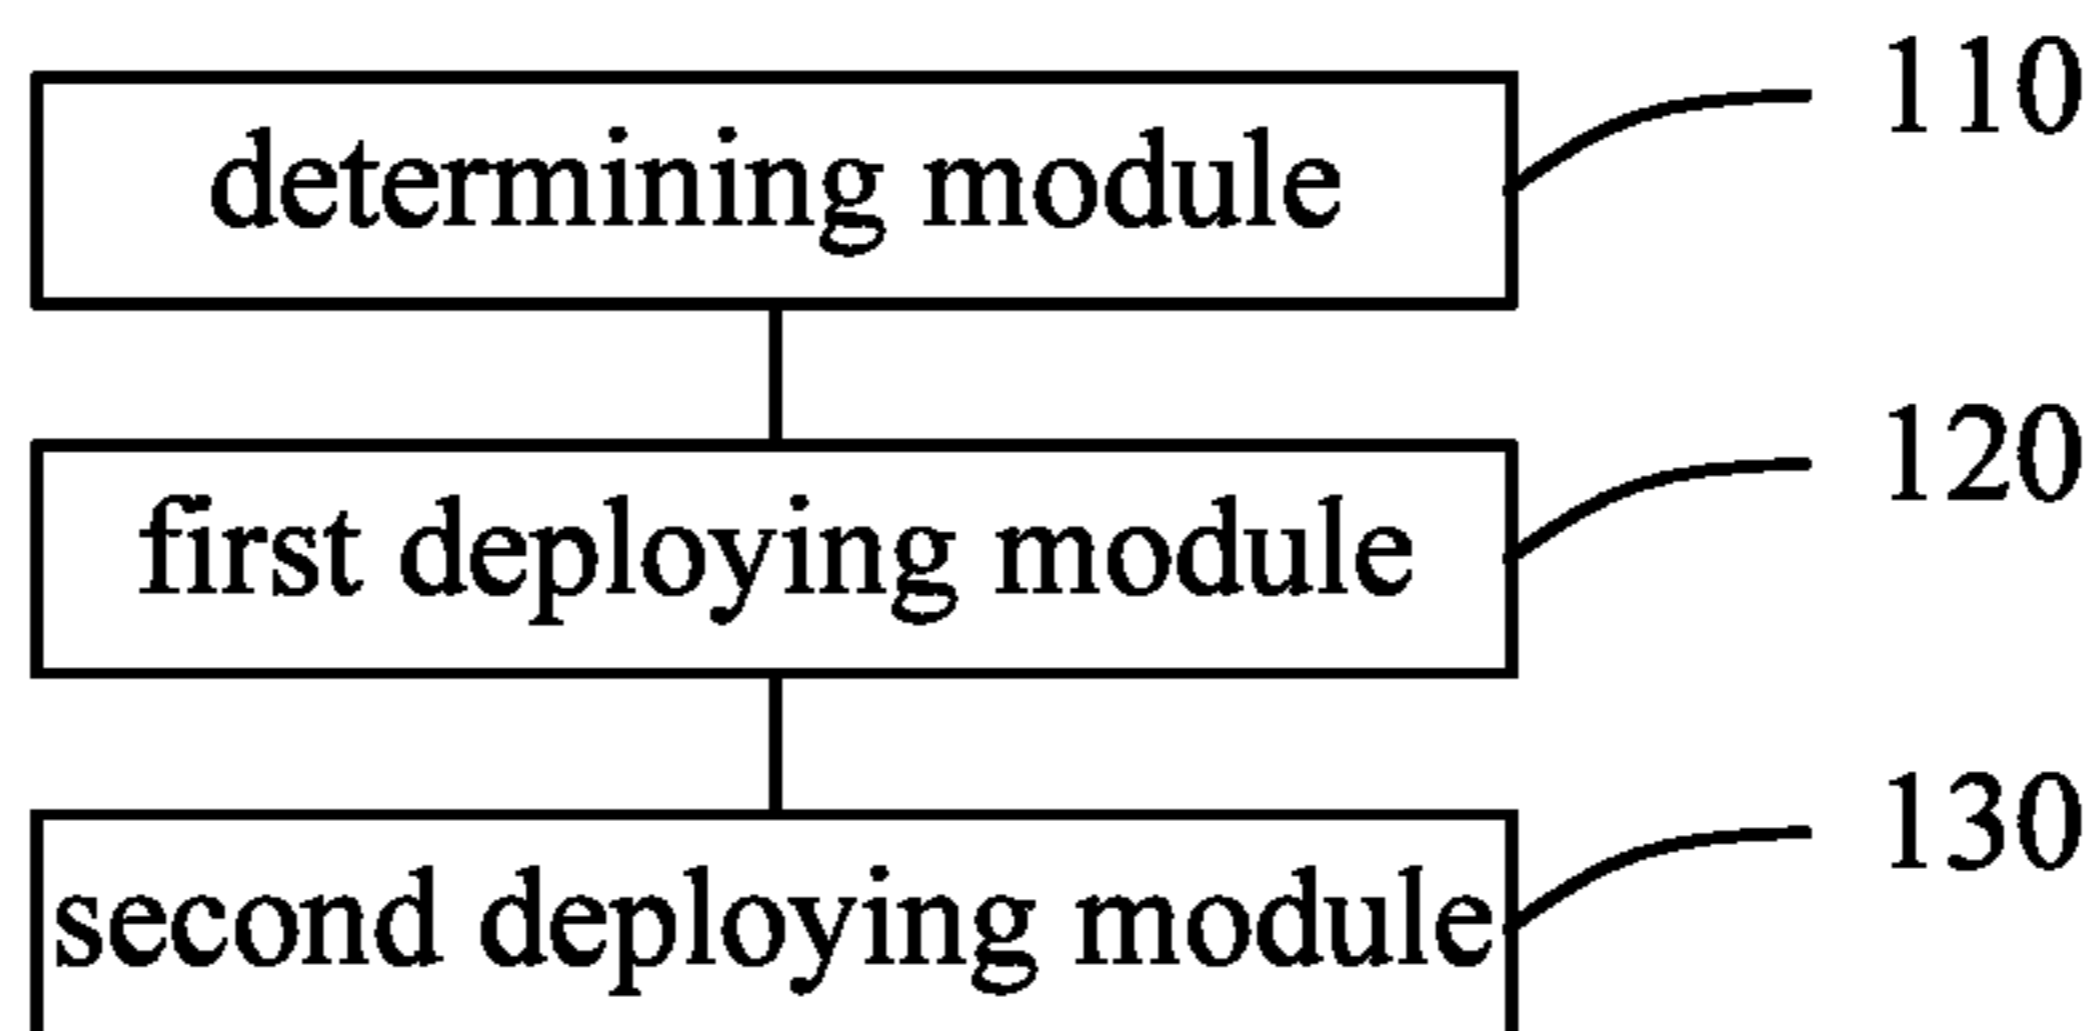 determining module 110
first deploying module 120
second deploying module 130